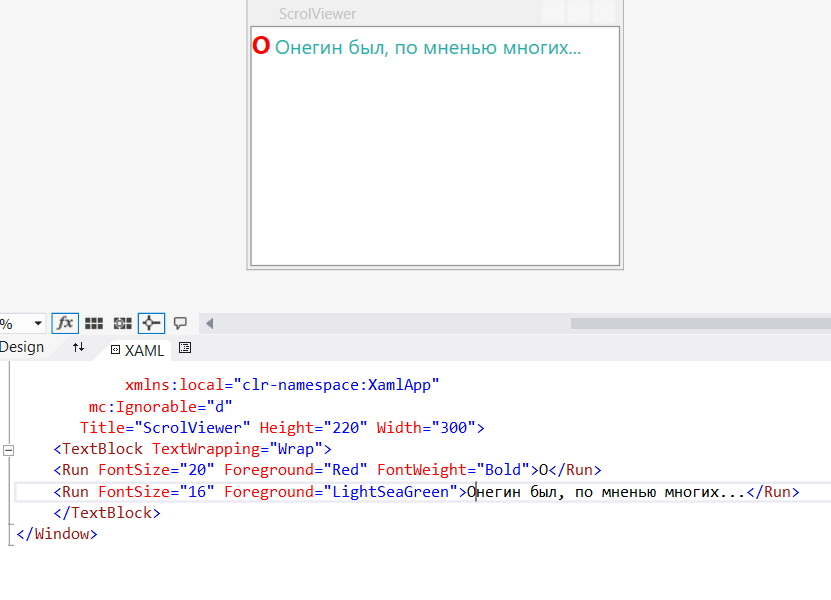 ScrolViewer
О Онегин был, по мненью многих...
%
fx
Design
XAML
xmlns:local="clr-namespace:XamlApp"
mc:Ignorable="d"
Title="ScrolViewer" Height="220" Width="300">
<TextBlock TextWrapping="Wrap">
<Run FontSize="20" Foreground="Red" FontWeight="Bold">О</Run>
<Run FontSize="16" Foreground="LightSeaGreen">Онегин был, по мненью многих...</Run>
</TextBlock>
</Window>